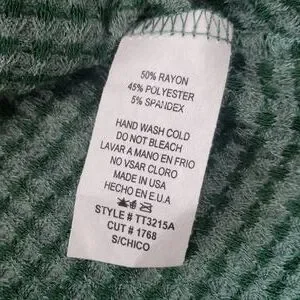 50% RAYON
45% POLYESTER
5% SPANDEX
HAND WASH COLD
DO NOT BLEACH
LAVAR A MANO EN FRIO
NO VSAR CLORO
MADE IN USA
HECHO EN E.U.A
STYLE # TT3215A
CUT # 1768
S/CHICO